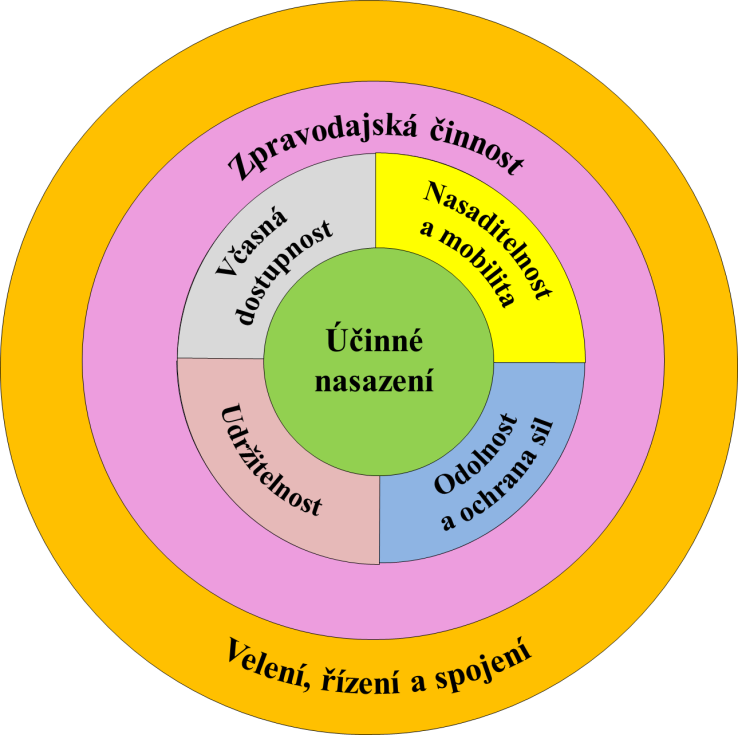 Zpravodajská činnost
Včasná
dostupnost
Nasaditelnost
a mobilita
Účinné
nasazení
Udržitelnost
Odolnost
a ochrana sil
Velení, řízení a spojení